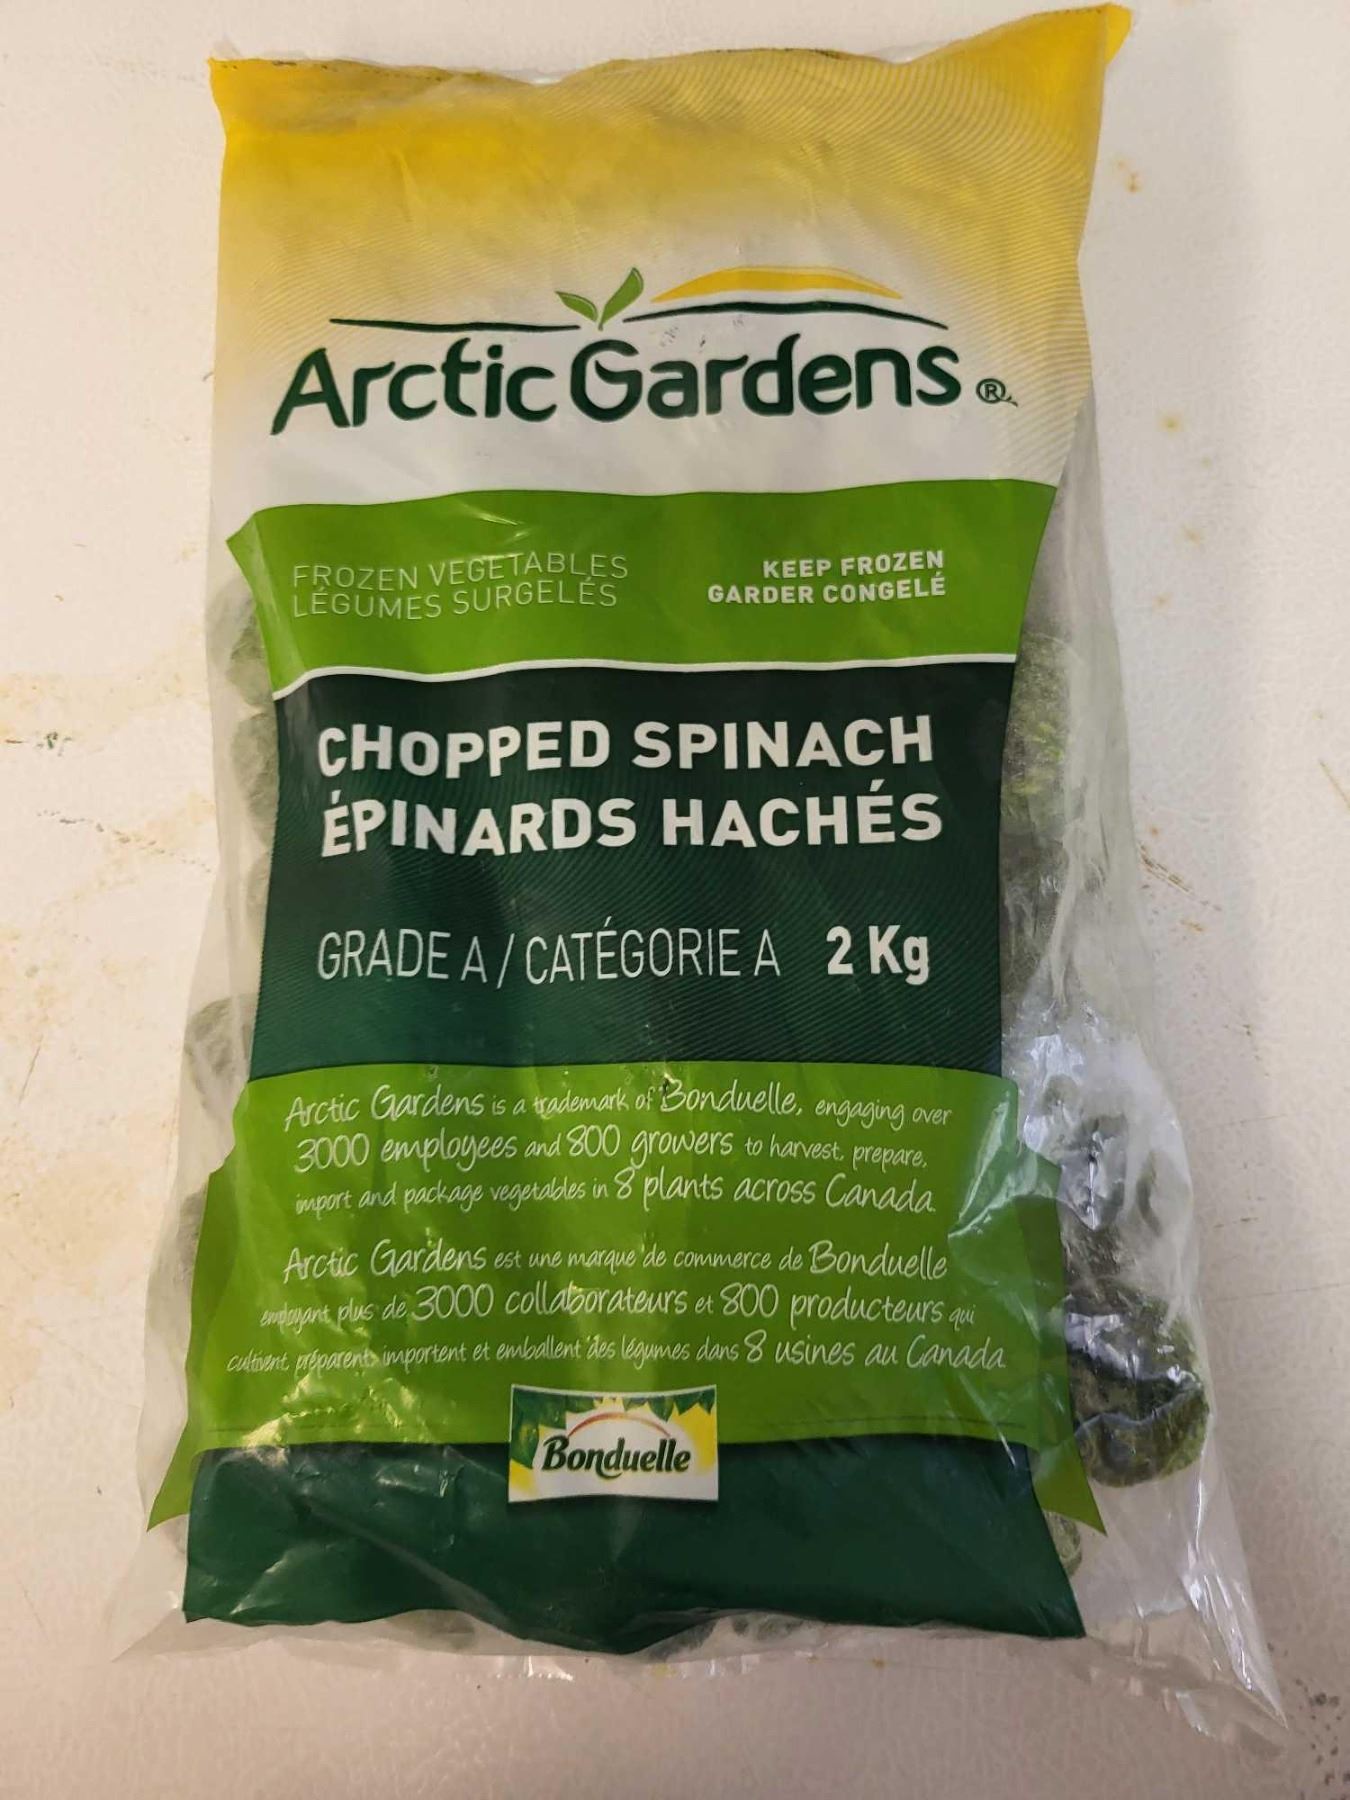 Arctic Gardens ®
FROZEN VEGETABLES
LÉGUMES SURGELÉS
KEEP FROZEN
GARDER CONGELÉ
CHOPPED SPINACH
ÉPINARDS HACHÉS
GRADE A / CATÉGORIE A 2 Kg
Arctic Gardens is a trademark of Bonduelle, engaging over
3000 employees and 800 growers to harvest, prepare,
import and package vegetables in 8 plants across Canada.
Arctic Gardens est une marque de commerce de Bonduelle
employant plus de 3000 collaborateurs et 800 producteurs qui
cultivent, préparent, importent et emballent des légumes dans 8 usines au Canada.
Bonduelle